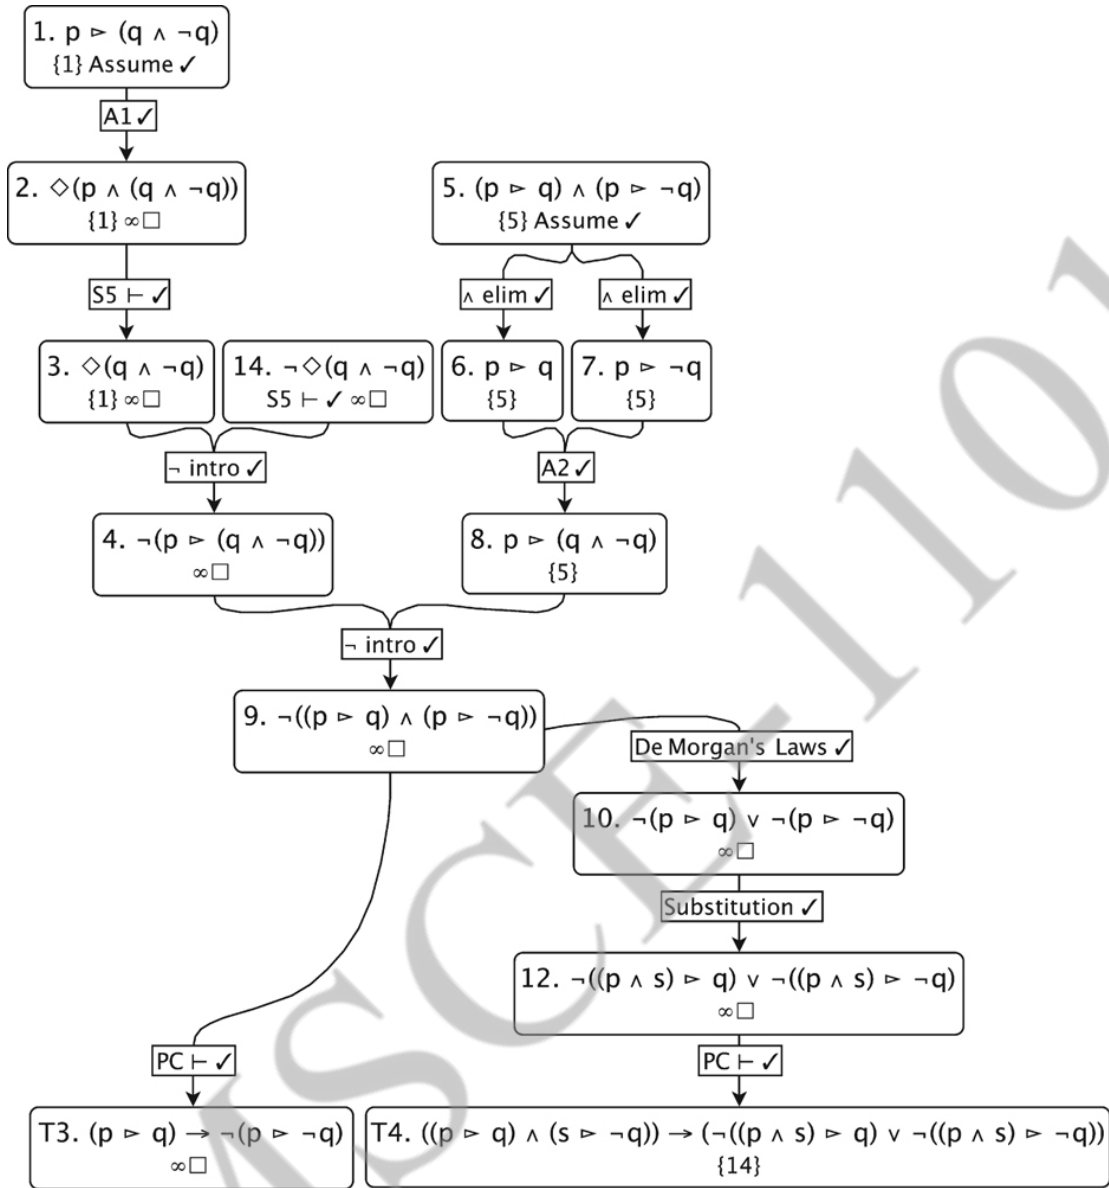 1. p ▻ (q ∧ ¬q)
{1} Assume ✓
A1 ✓
2. ◇(p ∧ (q ∧ ¬q))
{1} ∞□
5. (p ▻ q) ∧ (p ▻ ¬q)
{5} Assume ✓
S5 ⊢ ✓
∧ elim ✓
∧ elim ✓
3. ◇(q ∧ ¬q)
{1} ∞□
14. ¬◇(q ∧ ¬q)
S5 ⊢ ✓ ∞□
6. p ▻ q
{5}
7. p ▻ ¬q
{5}
¬ intro ✓
A2 ✓
4. ¬(p ▻ (q ∧ ¬q))
∞□
8. p ▻ (q ∧ ¬q)
{5}
¬ intro ✓
9. ¬((p ▻ q) ∧ (p ▻ ¬q))
∞□
De Morgan's Laws ✓
10. ¬(p ▻ q) ∨ ¬(p ▻ ¬q)
∞□
Substitution ✓
12. ¬((p ∧ s) ▻ q) ∨ ¬((p ∧ s) ▻ ¬q)
∞□
PC ⊢ ✓
PC ⊢ ✓
T3. (p ▻ q) → ¬(p ▻ ¬q)
∞□
T4. ((p ▻ q) ∧ (s ▻ ¬q)) → (¬((p ∧ s) ▻ q) ∨ ¬((p ∧ s) ▻ ¬q))
{14}
MSCE-1101